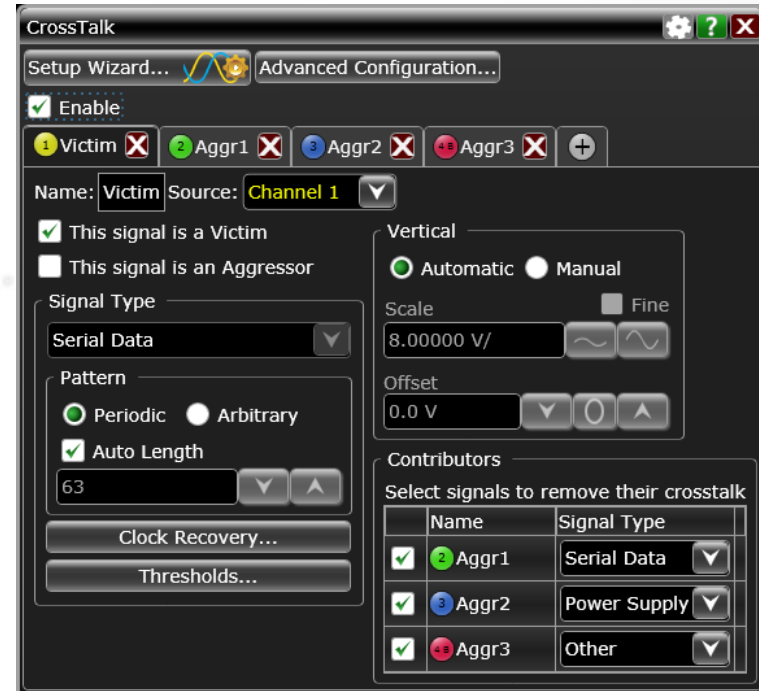 CrossTalk
?
Setup Wizard... Advanced Configuration...
Enable
1 Victim 2 Aggr1 3 Aggr2 4B Aggr3
Name: Victim Source: Channel 1
This signal is a Victim
This signal is an Aggressor
Signal Type
Serial Data
Pattern
Periodic Arbitrary
Auto Length
63
Clock Recovery...
Thresholds...
Vertical
Automatic Manual
Scale Fine
8.00000 V/
Offset
0.0 V 0
Contributors
Select signals to remove their crosstalk
Name Signal Type
2 Aggr1 Serial Data
3 Aggr2 Power Supply
4B Aggr3 Other